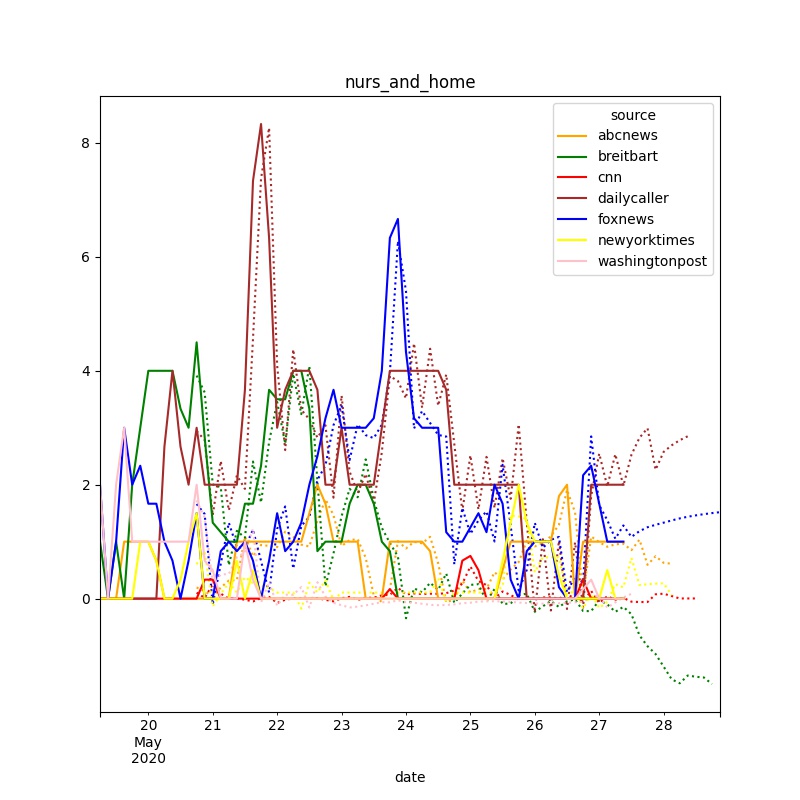 nurs_and_home
source
abcnews
breitbart
cnn
dailycaller
foxnews
newyorktimes
washingtonpost
8
6
4
2
0
20 21 22 23 24 25 26 27 28
May
2020
date